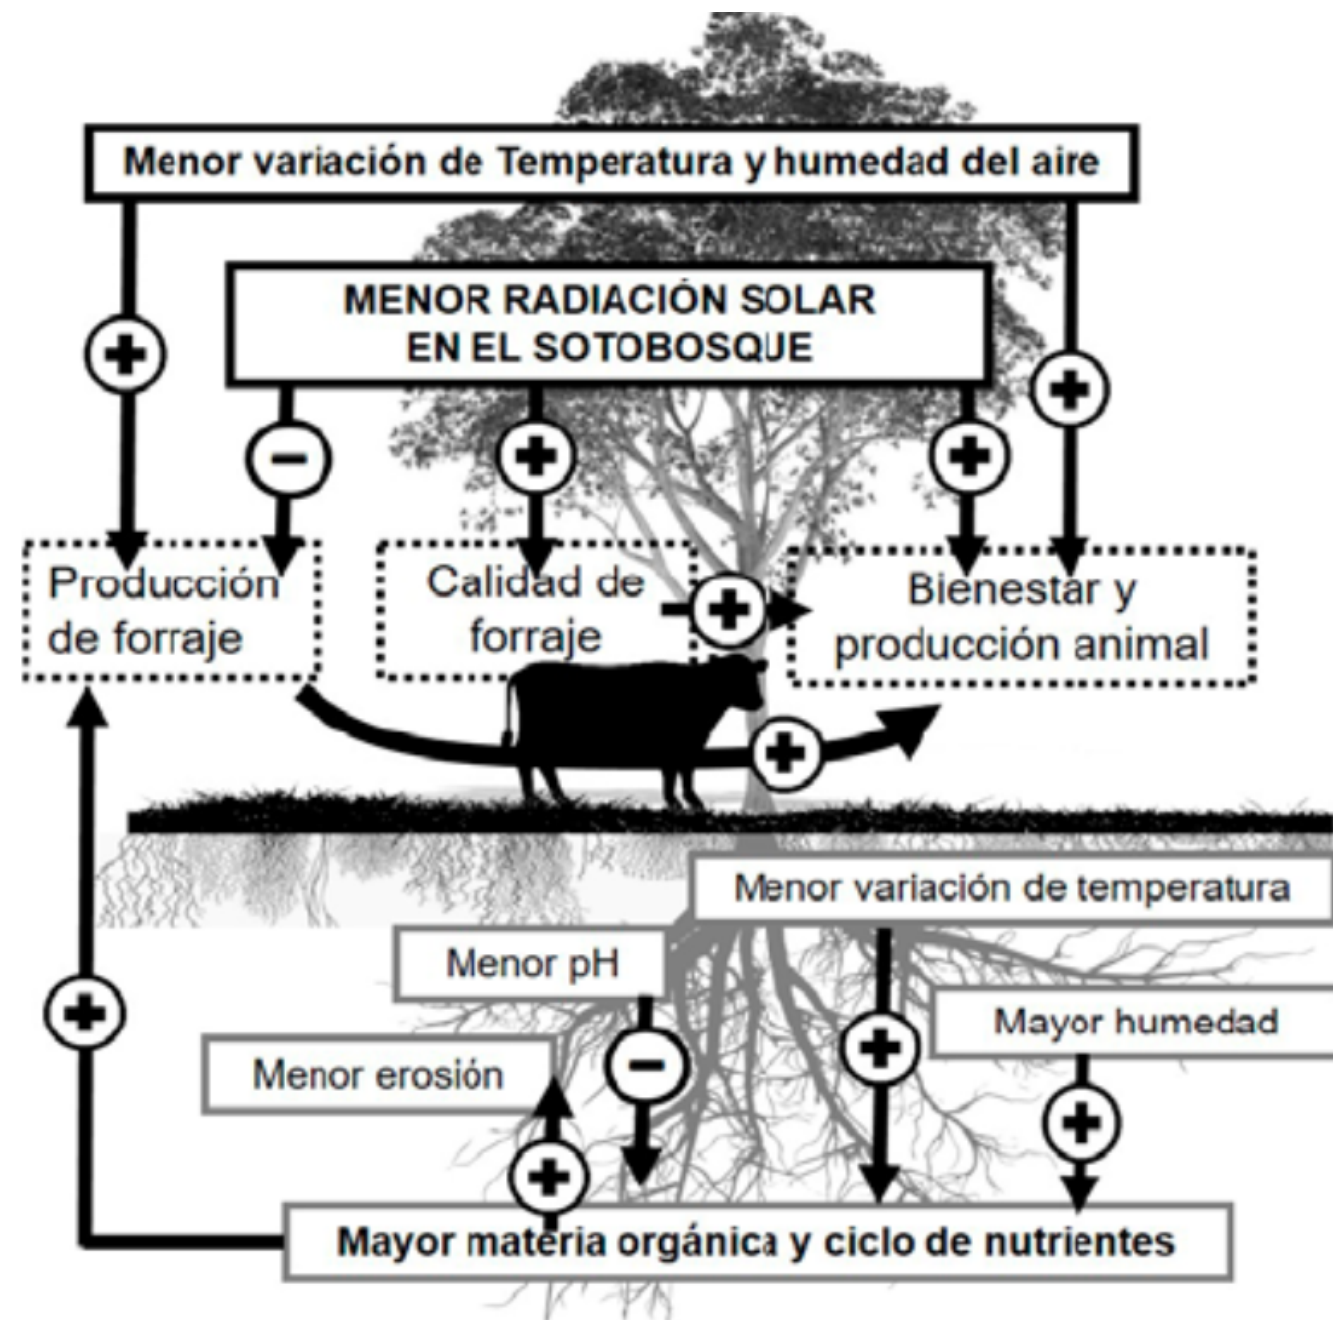 Menor variación de Temperatura y humedad del aire
MENOR RADIACIÓN SOLAR
EN EL SOTOBOSQUE
Producción
de forraje
Calidad de
forraje
Bienestar y
producción animal
Menor variación de temperatura
Menor pH
Mayor humedad
Menor erosión
Mayor materia orgánica y ciclo de nutrientes